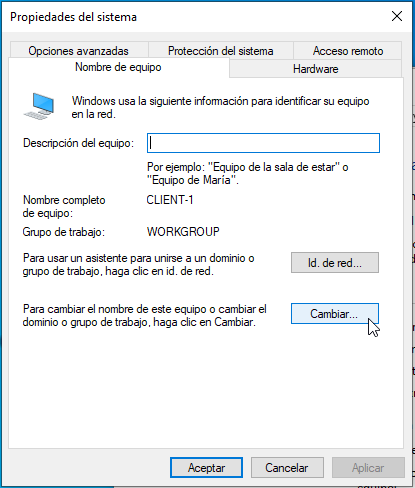 Propiedades del sistema
Opciones avanzadas
Protección del sistema
Acceso remoto
Nombre de equipo
Hardware
Windows usa la siguiente información para identificar su equipo
en la red.
Descripción del equipo:
Por ejemplo: "Equipo de la sala de estar" o
"Equipo de María".
Nombre completo
de equipo:
CLIENT-1
Grupo de trabajo:
WORKGROUP
Para usar un asistente para unirse a un dominio o
grupo de trabajo, haga clic en id. de red.
Id. de red...
Para cambiar el nombre de este equipo o cambiar el
dominio o grupo de trabajo, haga clic en Cambiar.
Cambiar...
Aceptar
Cancelar
Aplicar